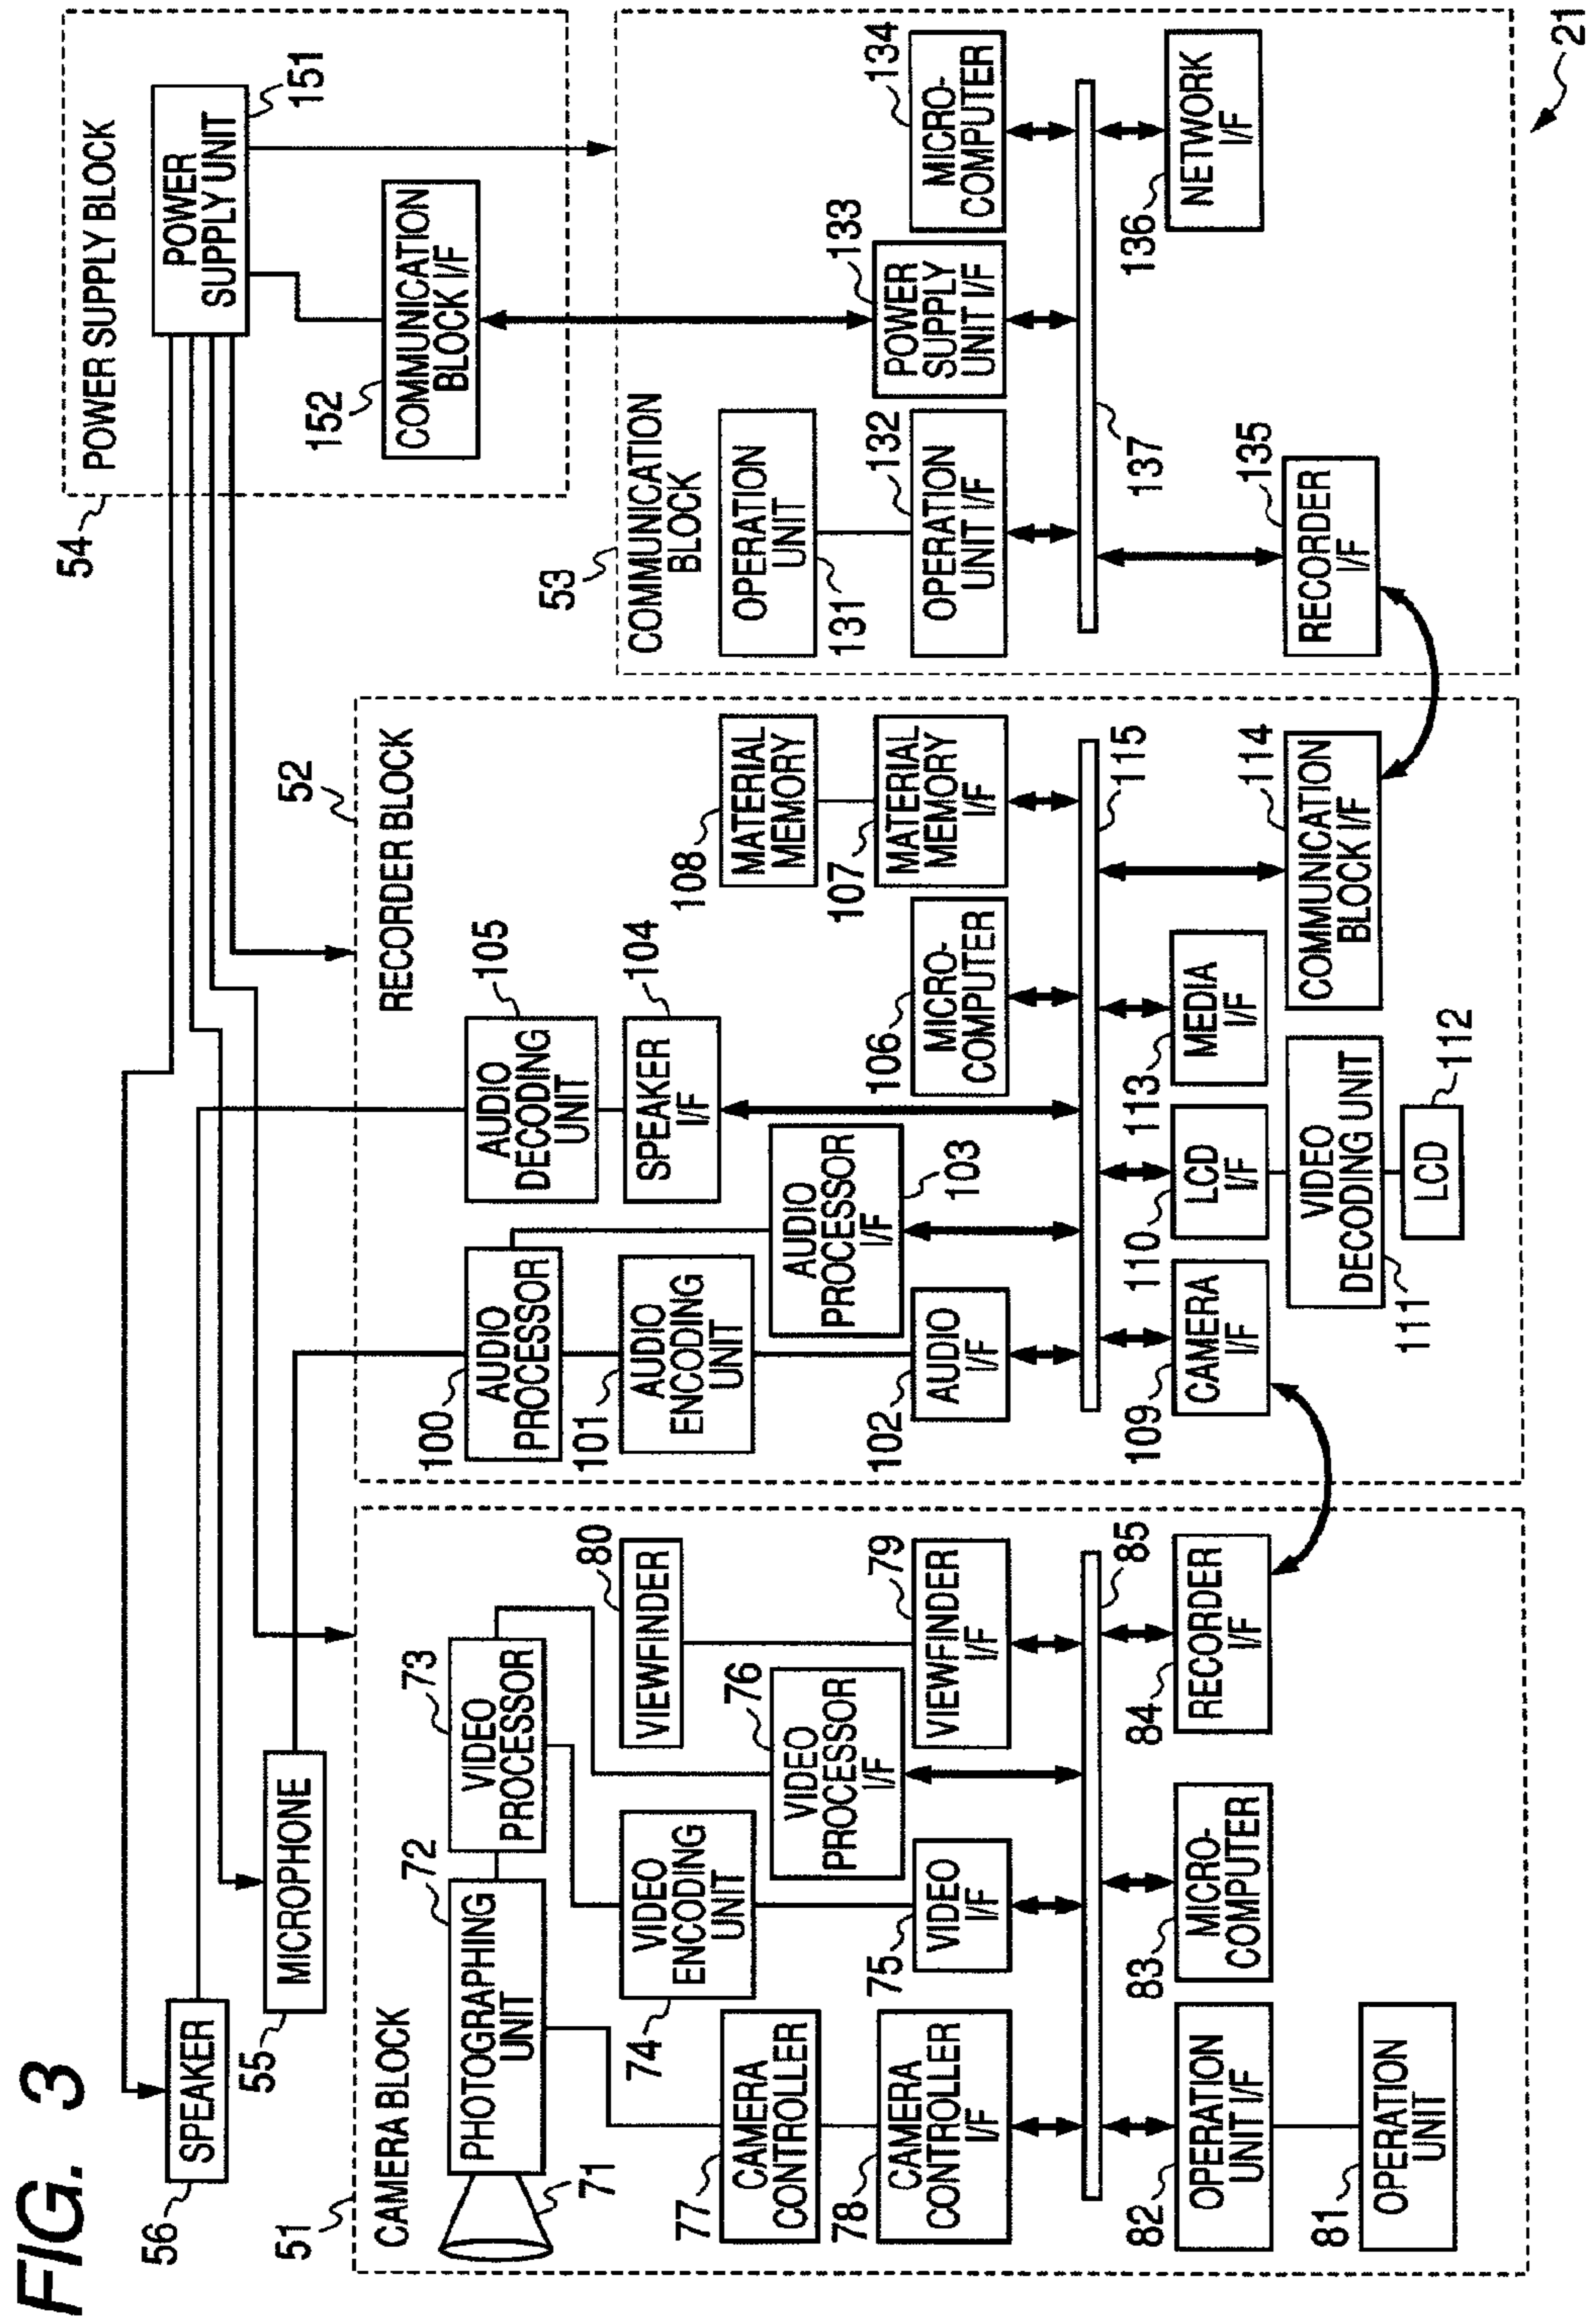 FIG. 3
21
POWER SUPPLY BLOCK
54
POWER
SUPPLY UNIT
151
COMMUNICATION
BLOCK I/F
152
SPEAKER
56
MICROPHONE
55
51
CAMERA BLOCK
71
PHOTOGRAPHING
UNIT
72
VIDEO
PROCESSOR
73
VIDEO
ENCODING
UNIT
74
VIDEO
I/F
75
VIDEO
PROCESSOR
I/F
76
CAMERA
CONTROLLER
77
CAMERA
CONTROLLER
I/F
78
VIEWFINDER
I/F
79
VIEWFINDER
80
OPERATION
UNIT
81
OPERATION
UNIT I/F
82
MICRO-
COMPUTER
83
RECORDER
I/F
84
85
52
RECORDER BLOCK
AUDIO
PROCESSOR
100
AUDIO
ENCODING
UNIT
101
AUDIO
I/F
102
AUDIO
PROCESSOR
I/F
103
SPEAKER
I/F
104
AUDIO
DECODING
UNIT
105
MICRO-
COMPUTER
106
MATERIAL
MEMORY
I/F
107
MATERIAL
MEMORY
108
CAMERA
I/F
109
LCD
I/F
110
VIDEO
DECODING UNIT
111
LCD
112
MEDIA
I/F
113
COMMUNICATION
BLOCK I/F
114
115
53
COMMUNICATION
BLOCK
OPERATION
UNIT
131
OPERATION
UNIT I/F
132
POWER
SUPPLY
UNIT I/F
133
MICRO-
COMPUTER
134
RECORDER
I/F
135
NETWORK
I/F
136
137